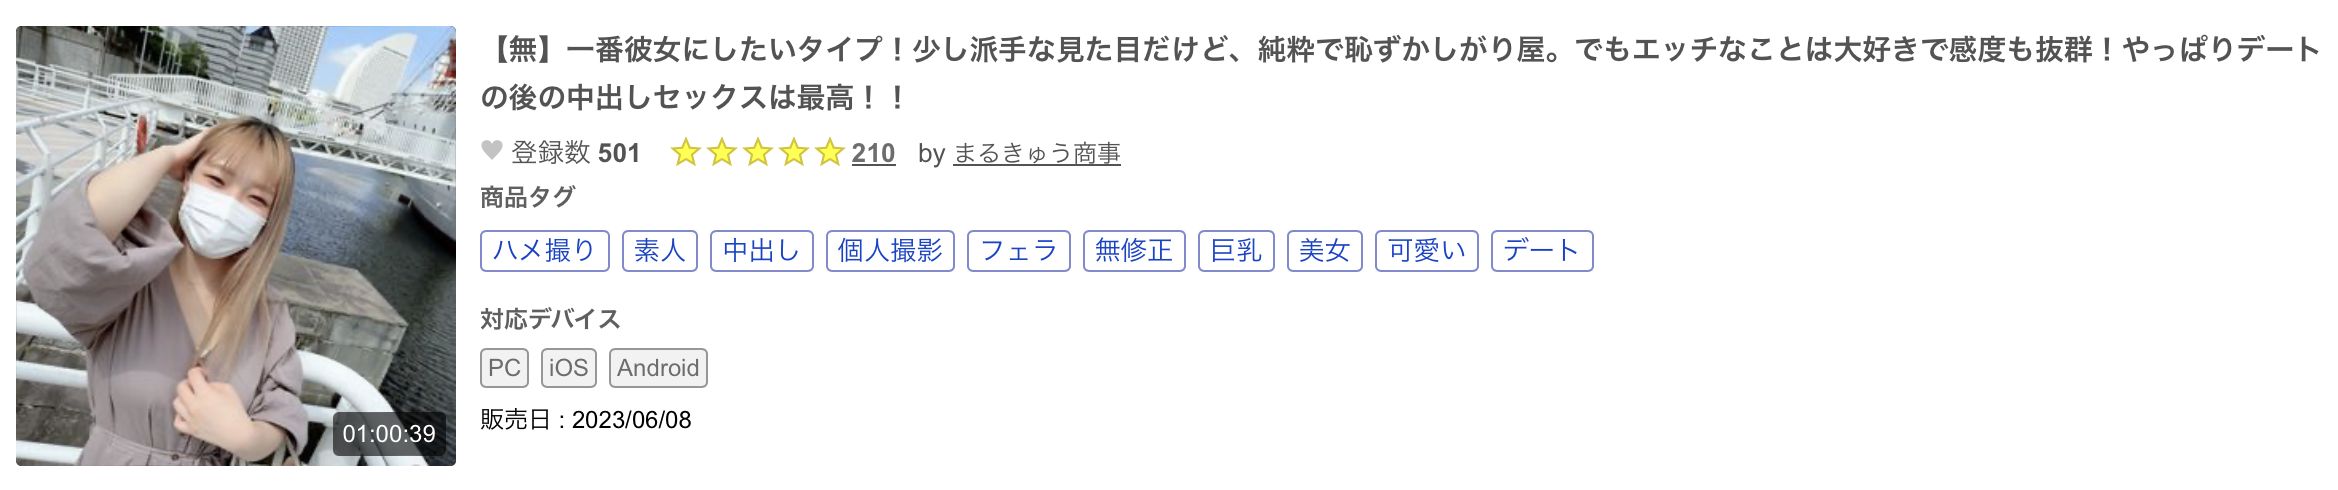 【無】一番彼女にしたいタイプ！少し派手な見た目だけど、純粋で恥ずかしがり屋。でもエッチなことは大好きで感度も抜群！やっぱりデート
の後の中出しセックスは最高！！
登録数 501 210 by まるきゅう商事
商品タグ
ハメ撮り 素人 中出し 個人撮影 フェラ 無修正 巨乳 美女 可愛い デート
対応デバイス
PC iOS Android
01:00:39
販売日 : 2023/06/08